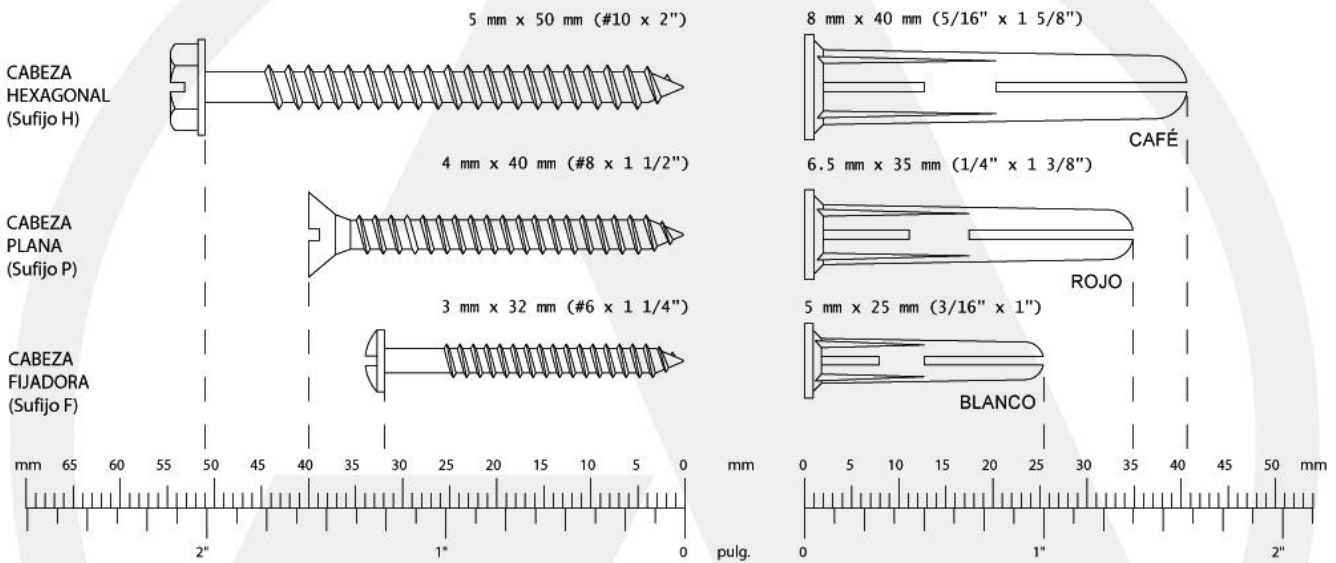 5 mm x 50 mm (#10 x 2")
8 mm x 40 mm (5/16" x 1 5/8")
CABEZA
HEXAGONAL
(Sufijo H)
CAFÉ
4 mm x 40 mm (#8 x 1 1/2")
6.5 mm x 35 mm (1/4" x 1 3/8")
CABEZA
PLANA
(Sufijo P)
ROJO
3 mm x 32 mm (#6 x 1 1/4")
5 mm x 25 mm (3/16" x 1")
CABEZA
FIJADORA
(Sufijo F)
BLANCO
mm 65 60 55 50 45 40 35 30 25 20 15 10 5 0 mm 0 5 10 15 20 25 30 35 40 45 50 mm
2" 1" 0 pulg. 0 1" 2"